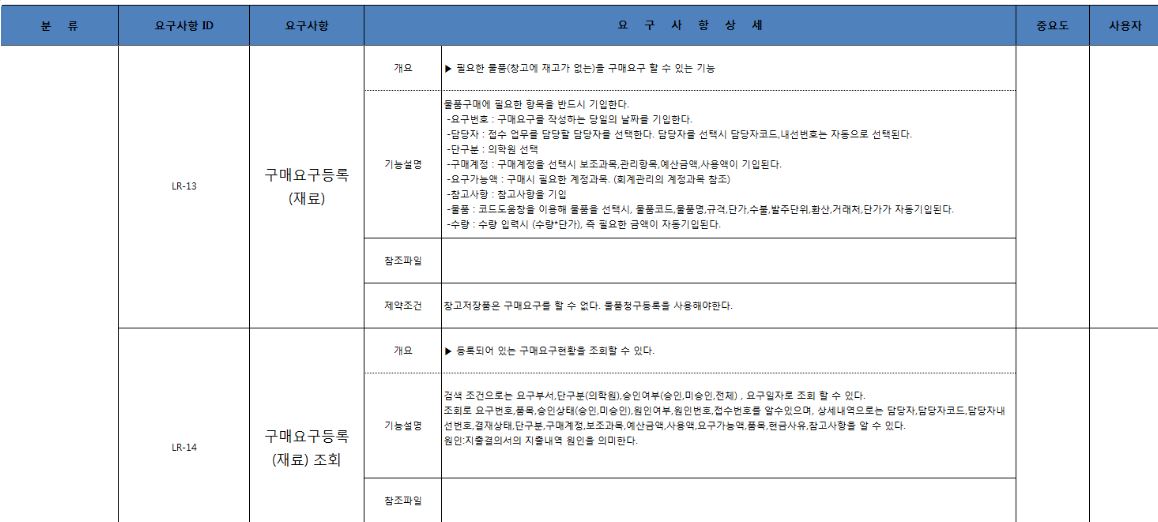 분 류 요구사항 ID 요구사항 요 구 사 항 상 세 중요도 사용자
LR-13
구매요구등록
(재료)
개요
▶ 필요한 물품(창고에 재고가 없는)을 구매요구 할 수 있는 기능
기능설명
물품구매에 필요한 항목을 반드시 기입한다.
-요구번호 : 구매요구를 작성하는 당일의 날짜를 기입한다.
-담당자 : 접수 업무를 담당할 담당자를 선택한다. 담당자를 선택시 담당자코드,내선번호는 자동으로 선택된다.
-단구분 : 의학원 선택
-구매계정 : 구매계정을 선택시 보조과목,관리항목,예산금액,사용액이 기입된다.
-요구가능액 : 구매시 필요한 계정과목. (회계관리의 계정과목 참조)
-참고사항 : 참고사항을 기입
-물품 : 코드도움창을 이용해 물품을 선택시, 물품코드,물품명,규격,단가,수불,발주단위,환산,거래처,단가가 자동기입된다.
-수량 : 수량 입력시 (수량*단가), 즉 필요한 금액이 자동기입된다.
참조파일
제약조건
창고저장품은 구매요구를 할 수 없다. 물품청구등록을 사용해야한다.
LR-14
구매요구등록
(재료) 조회
개요
▶ 등록되어 있는 구매요구현황을 조회할 수 있다.
기능설명
검색 조건으로는 요구부서,단구분(의학원),승인여부(승인,미승인,전체) , 요구일자로 조회 할 수 있다.
조회로 요구번호,품목,승인상태(승인,미승인),원인여부,원인번호,접수번호를 알수있으며, 상세내역으로는 담당자,담당자코드,담당자내
선번호,결재상태,단구분,구매계정,보조과목,예산금액,사용액,요구가능액,품목,현금사유,참고사항을 알 수 있다.
원인:지출결의서의 지출내역 원인을 의미한다.
참조파일